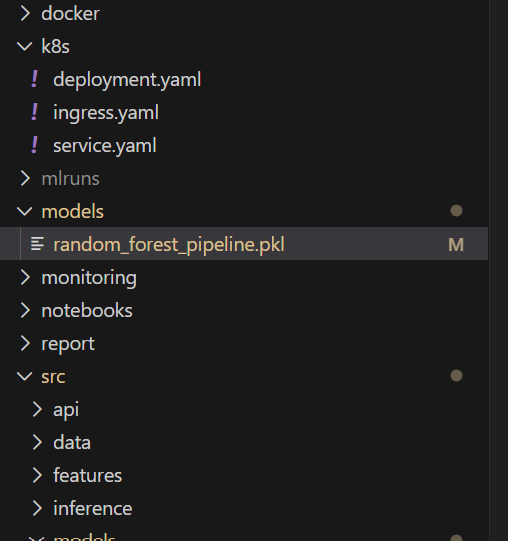 docker
k8s
! deployment.yaml
! ingress.yaml
! service.yaml
mlruns
models
random_forest_pipeline.pkl M
monitoring
notebooks
report
src
api
data
features
inference
models